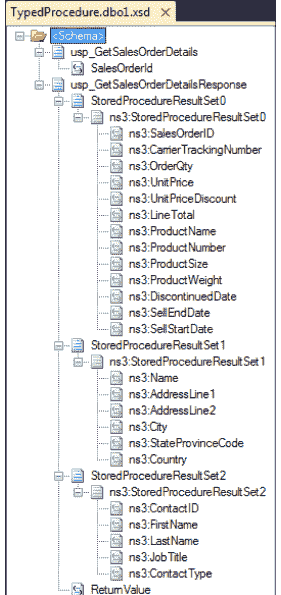 TypedProcedure.dbo1.xsd
<Schema>
usp_GetSalesOrderDetails
SalesOrderId
usp_GetSalesOrderDetailsResponse
StoredProcedureResultSet0
ns3:StoredProcedureResultSet0
ns3:SalesOrderID
ns3:CarrierTrackingNumber
ns3:OrderQty
ns3:UnitPrice
ns3:UnitPriceDiscount
ns3:LineTotal
ns3:ProductName
ns3:ProductNumber
ns3:ProductSize
ns3:ProductWeight
ns3:DiscontinuedDate
ns3:SellEndDate
ns3:SellStartDate
StoredProcedureResultSet1
ns3:StoredProcedureResultSet1
ns3:Name
ns3:AddressLine1
ns3:AddressLine2
ns3:City
ns3:StateProvinceCode
ns3:Country
StoredProcedureResultSet2
ns3:StoredProcedureResultSet2
ns3:ContactID
ns3:FirstName
ns3:LastName
ns3:JobTitle
ns3:ContactType
ReturnValue